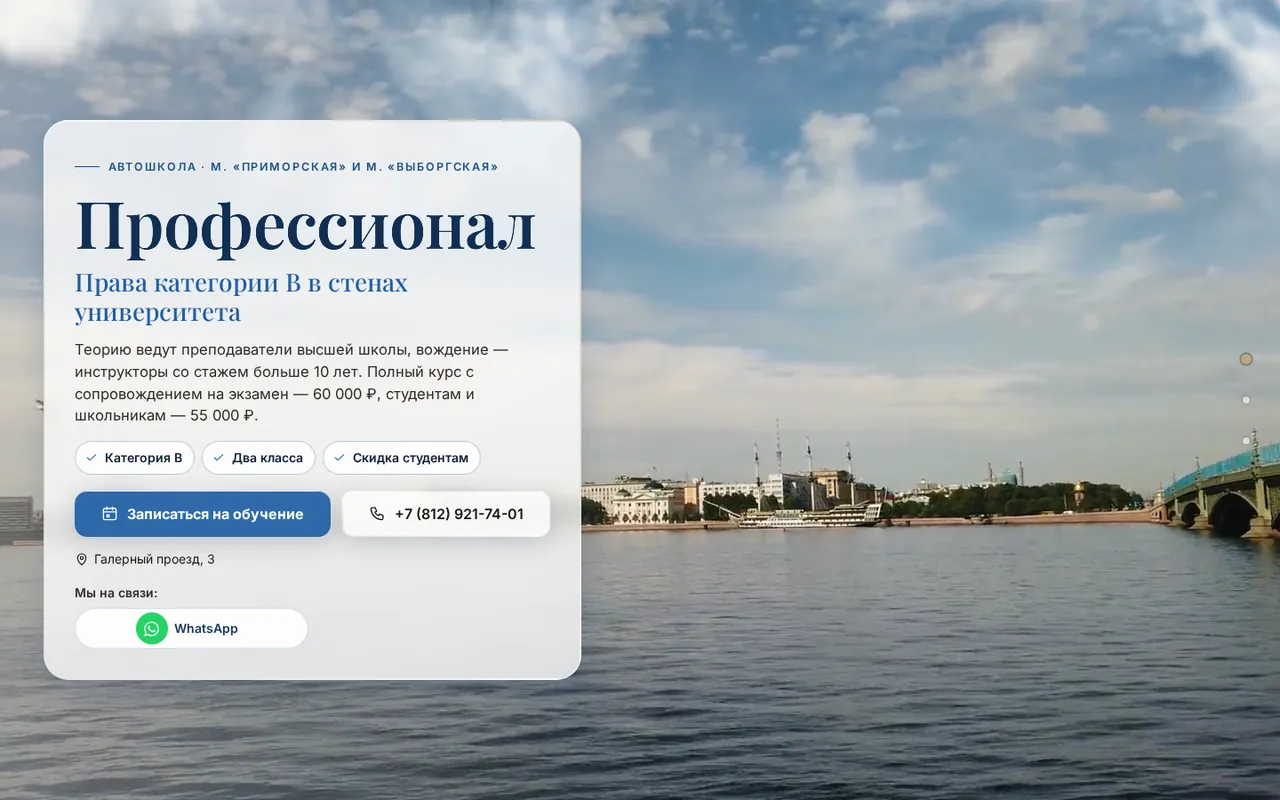 АВТОШКОЛА · М. «ПРИМОРСКАЯ» И М. «ВЫБОРГСКАЯ»
Профессионал
Права категории B в стенах
университета
Теорию ведут преподаватели высшей школы, вождение —
инструкторы со стажем больше 10 лет. Полный курс с
сопровождением на экзамен — 60 000 ₽, студентам и
школьникам — 55 000 ₽.
Категория B
Два класса
Скидка студентам
Записаться на обучение
+7 (812) 921-74-01
Галерный проезд, 3
Мы на связи:
WhatsApp